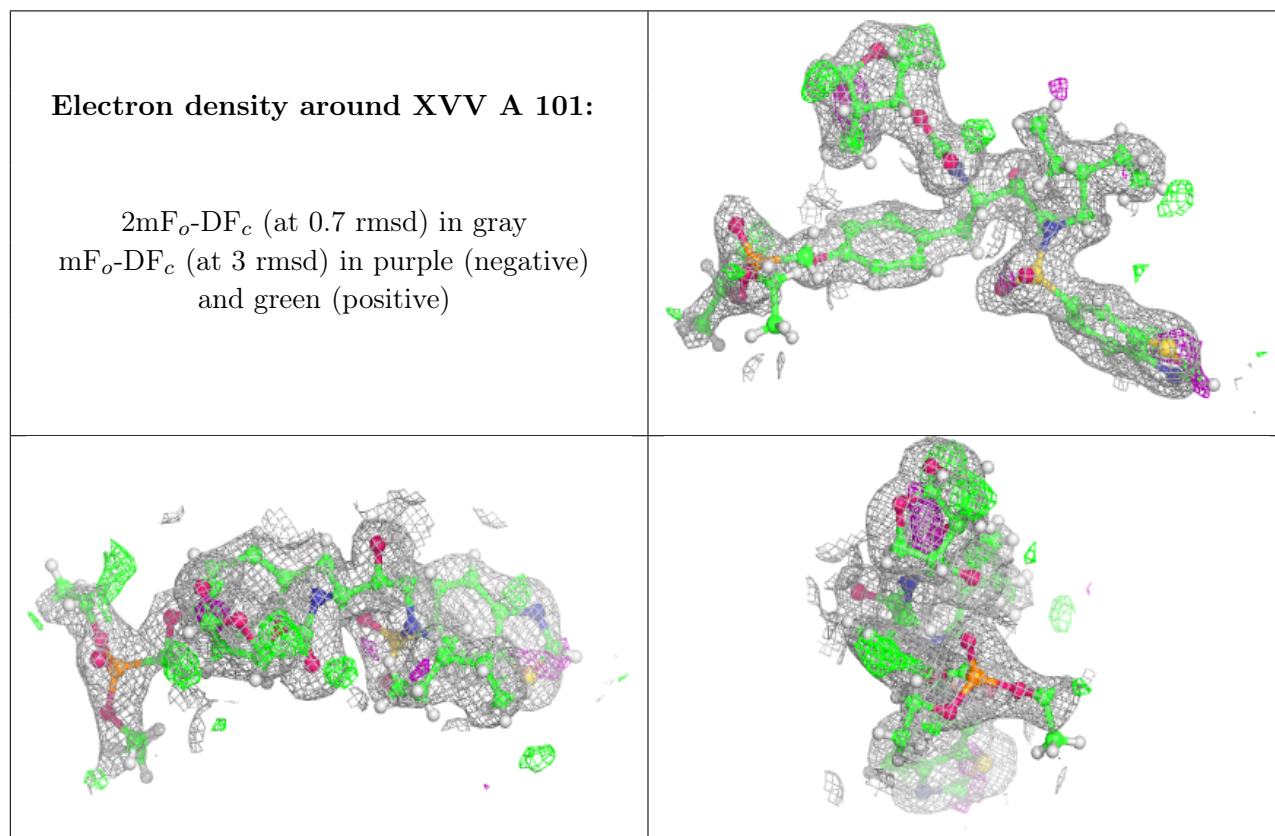 Electron density around XVV A 101:
2mFo-DFc (at 0.7 rmsd) in gray
mFo-DFc (at 3 rmsd) in purple (negative)
and green (positive)